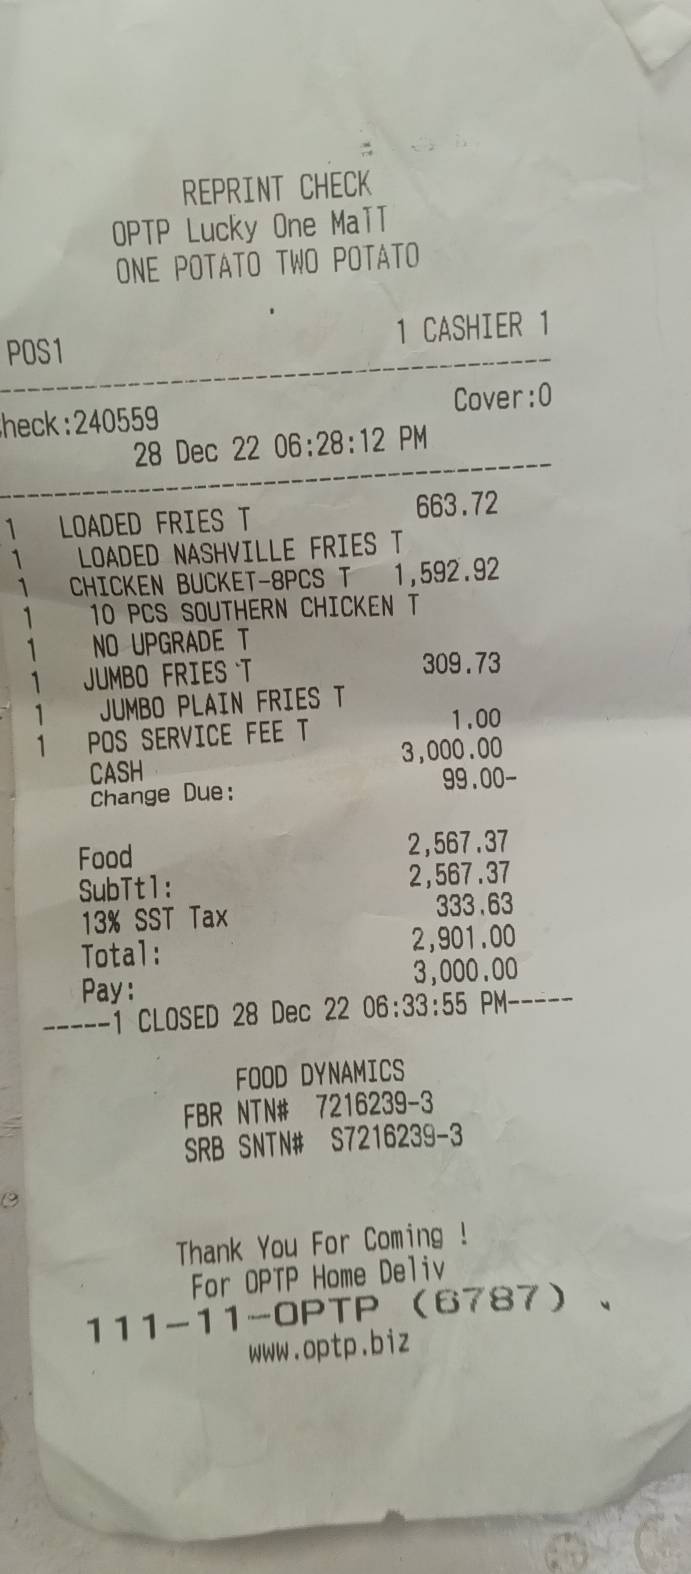 REPRINT CHECK
OPTP Lucky One Mall
ONE POTATO TWO POTATO
POS1 1 CASHIER 1
heck:240559 Cover:0
28 Dec 22 06:28:12 PM
1 LOADED FRIES T 663.72
1 LOADED NASHVILLE FRIES T
1 CHICKEN BUCKET-8PCS T 1,592.92
1 10 PCS SOUTHERN CHICKEN T
1 NO UPGRADE T
1 JUMBO FRIES T 309.73
1 JUMBO PLAIN FRIES T
1 POS SERVICE FEE T 1.00
CASH 3,000.00
Change Due: 99.00-
Food 2,567.37
SubTtl: 2,567.37
13% SST Tax 333.63
Total: 2,901.00
Pay: 3,000.00
-----1 CLOSED 28 Dec 22 06:33:55 PM-----
FOOD DYNAMICS
FBR NTN# 7216239-3
SRB SNTN# S7216239-3
Thank You For Coming !
For OPTP Home Deliv
111-11-OPTP (6787)
www.optp.biz